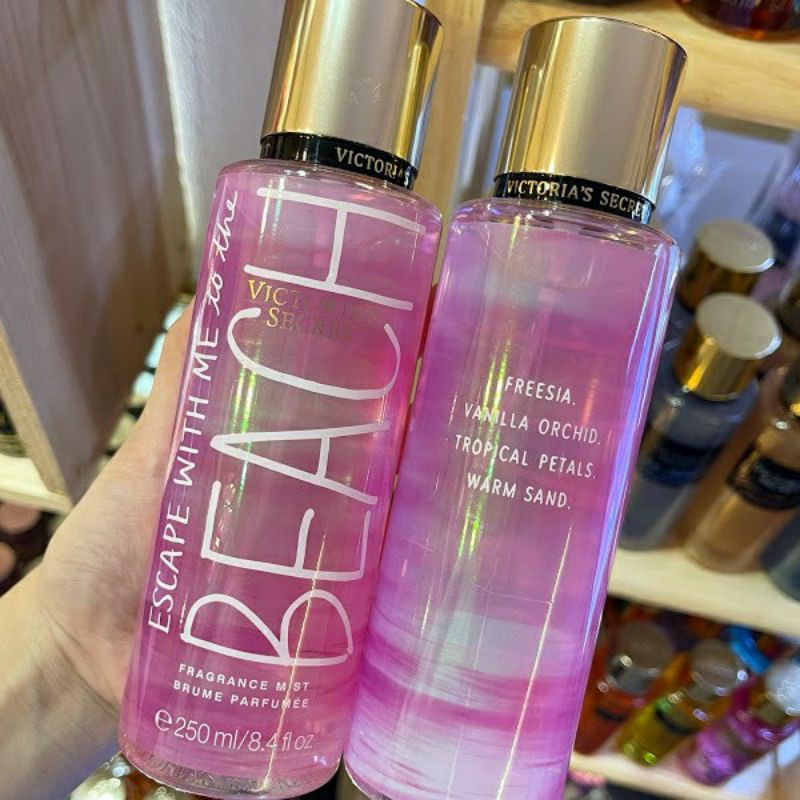 VICTORIA
ESCAPE WITH ME to the
BEACH
VICTORIA'S
SECRET
FRAGRANCE MIST
BRUME PARFUMÉE
e 250 ml/8.4 fl oz
VICTORIA'S SECRET
FREESIA.
VANILLA ORCHID.
TROPICAL PETALS.
WARM SAND.